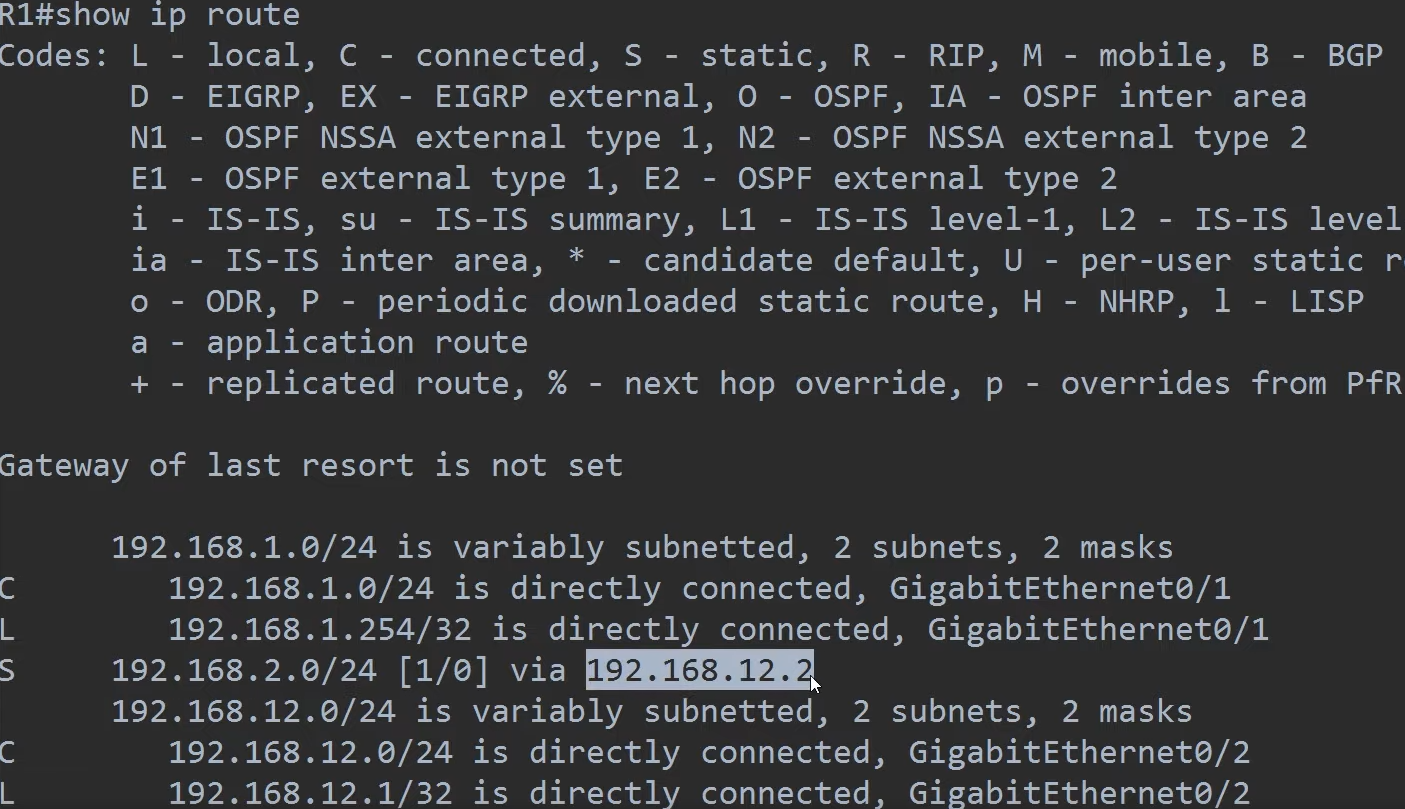 R1#show ip route
Codes: L - local, C - connected, S - static, R - RIP, M - mobile, B - BGP
D - EIGRP, EX - EIGRP external, O - OSPF, IA - OSPF inter area
N1 - OSPF NSSA external type 1, N2 - OSPF NSSA external type 2
E1 - OSPF external type 1, E2 - OSPF external type 2
i - IS-IS, su - IS-IS summary, L1 - IS-IS level-1, L2 - IS-IS level
ia - IS-IS inter area, * - candidate default, U - per-user static
o - ODR, P - periodic downloaded static route, H - NHRP, l - LISP
a - application route
+ - replicated route, % - next hop override, p - overrides from PfR
Gateway of last resort is not set
192.168.1.0/24 is variably subnetted, 2 subnets, 2 masks
C 192.168.1.0/24 is directly connected, GigabitEthernet0/1
L 192.168.1.254/32 is directly connected, GigabitEthernet0/1
S 192.168.2.0/24 [1/0] via 192.168.12.2
192.168.12.0/24 is variably subnetted, 2 subnets, 2 masks
C 192.168.12.0/24 is directly connected, GigabitEthernet0/2
L 192.168.12.1/32 is directly connected, GigabitEthernet0/2